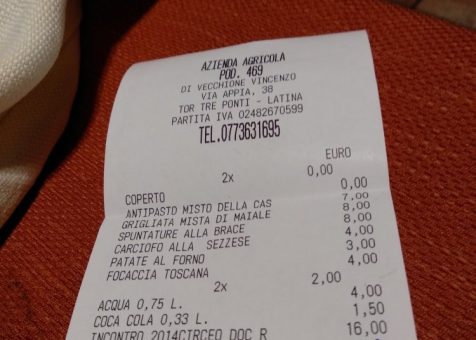 AZIENDA AGRICOLA
POD. 469
DI VECCHIONE VINCENZO
VIA APPIA, 38
TOR TRE PONTI - LATINA
PARTITA IVA 02482670599
TEL.0773631695
EURO
2x 0,00
COPERTO 0,00
ANTIPASTO MISTO DELLA CAS 7,00
GRIGLIATA MISTA DI MAIALE 8,00
SPUNTATURE ALLA BRACE 8,00
CARCIOFO ALLA SEZZESE 4,00
PATATE AL FORNO 3,00
FOCACCIA TOSCANA 4,00
2x 2,00
ACQUA 0,75 L. 4,00
COCA COLA 0,33 L. 1,50
INCONTRO 2014CIRCEO DOC R 16,00